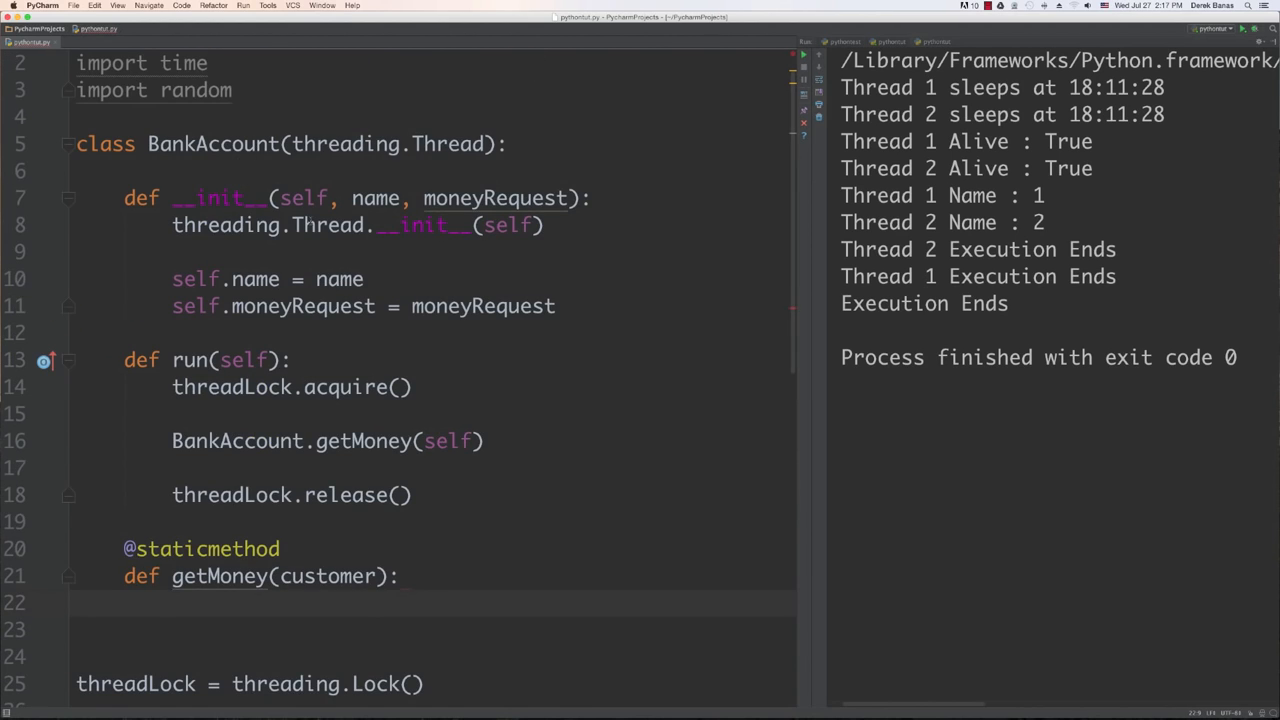 PyCharm File Edit View Navigate Code Refactor Run Tools VCS Window Help
10 Wed Jul 27 2:17 PM Derek Banas
pythontut.py - PycharmProjects - [~/PycharmProjects]
PycharmProjects pythontut.py pythontut
pythontut.py
Run: pythontest pythontut pythontut
2 import time
3 import random
4
5 class BankAccount(threading.Thread):
6
7 def __init__(self, name, moneyRequest):
8 threading.Thread.__init__(self)
9
10 self.name = name
11 self.moneyRequest = moneyRequest
12
13 def run(self):
14 threadLock.acquire()
15
16 BankAccount.getMoney(self)
17
18 threadLock.release()
19
20 @staticmethod
21 def getMoney(customer):
22
23
24
25 threadLock = threading.Lock()
/Library/Frameworks/Python.framework/
Thread 1 sleeps at 18:11:28
Thread 2 sleeps at 18:11:28
Thread 1 Alive : True
Thread 2 Alive : True
Thread 1 Name : 1
Thread 2 Name : 2
Thread 2 Execution Ends
Thread 1 Execution Ends
Execution Ends
Process finished with exit code 0
22:9 LF‡ UTF-8‡